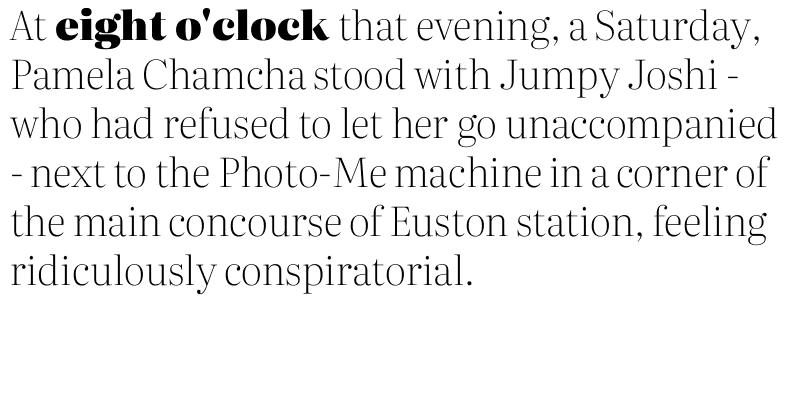 At eight o'clock that evening, a Saturday,
Pamela Chamcha stood with Jumpy Joshi -
who had refused to let her go unaccompanied
- next to the Photo-Me machine in a corner of
the main concourse of Euston station, feeling
ridiculously conspiratorial.